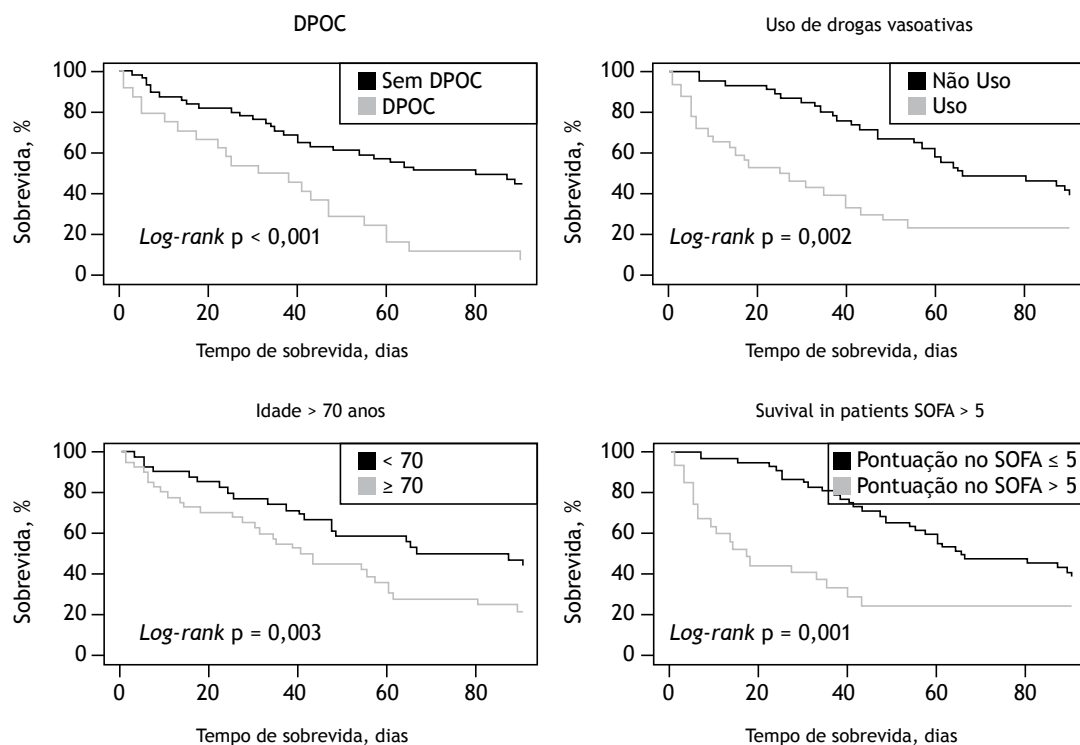 DPOC
Sobrevida, %
100
80
60
40
20
0
Sem DPOC
DPOC
Log-rank p < 0,001
0 20 40 60 80
Tempo de sobrevida, dias
Uso de drogas vasoativas
Sobrevida, %
100
80
60
40
20
0
Não Uso
Uso
Log-rank p = 0,002
0 20 40 60 80
Tempo de sobrevida, dias
Idade > 70 anos
Sobrevida, %
100
80
60
40
20
0
< 70
≥ 70
Log-rank p = 0,003
0 20 40 60 80
Tempo de sobrevida, dias
Suvival in patients SOFA > 5
Sobrevida, %
100
80
60
40
20
0
Pontuação no SOFA ≤ 5
Pontuação no SOFA > 5
Log-rank p = 0,001
0 20 40 60 80
Tempo de sobrevida, dias